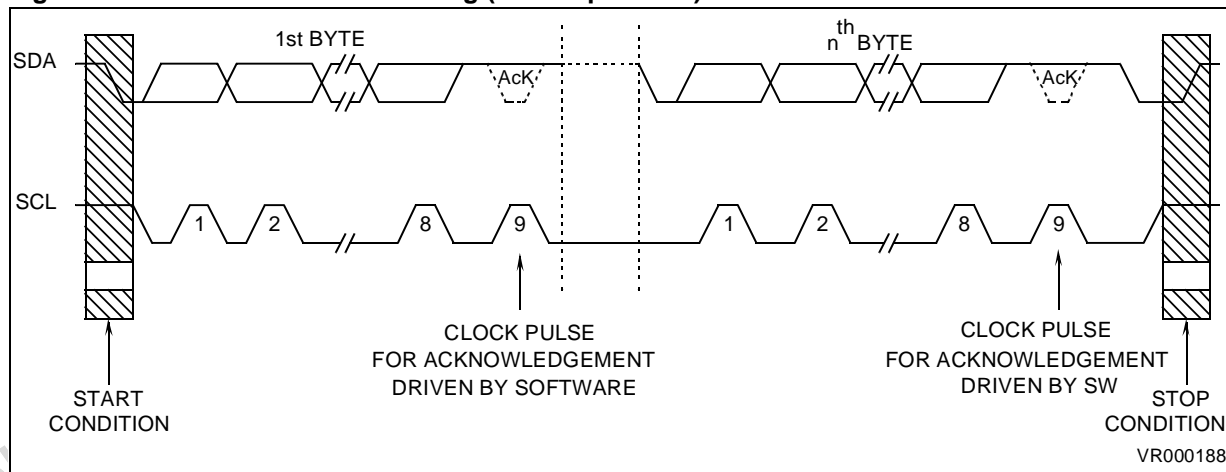 1st BYTE
nth BYTE
SDA
AcK
AcK
SCL
1
2
8
9
1
2
8
9
CLOCK PULSE
FOR ACKNOWLEDGEMENT
DRIVEN BY SOFTWARE
CLOCK PULSE
FOR ACKNOWLEDGEMENT
DRIVEN BY SW
START
CONDITION
STOP
CONDITION
VR000188